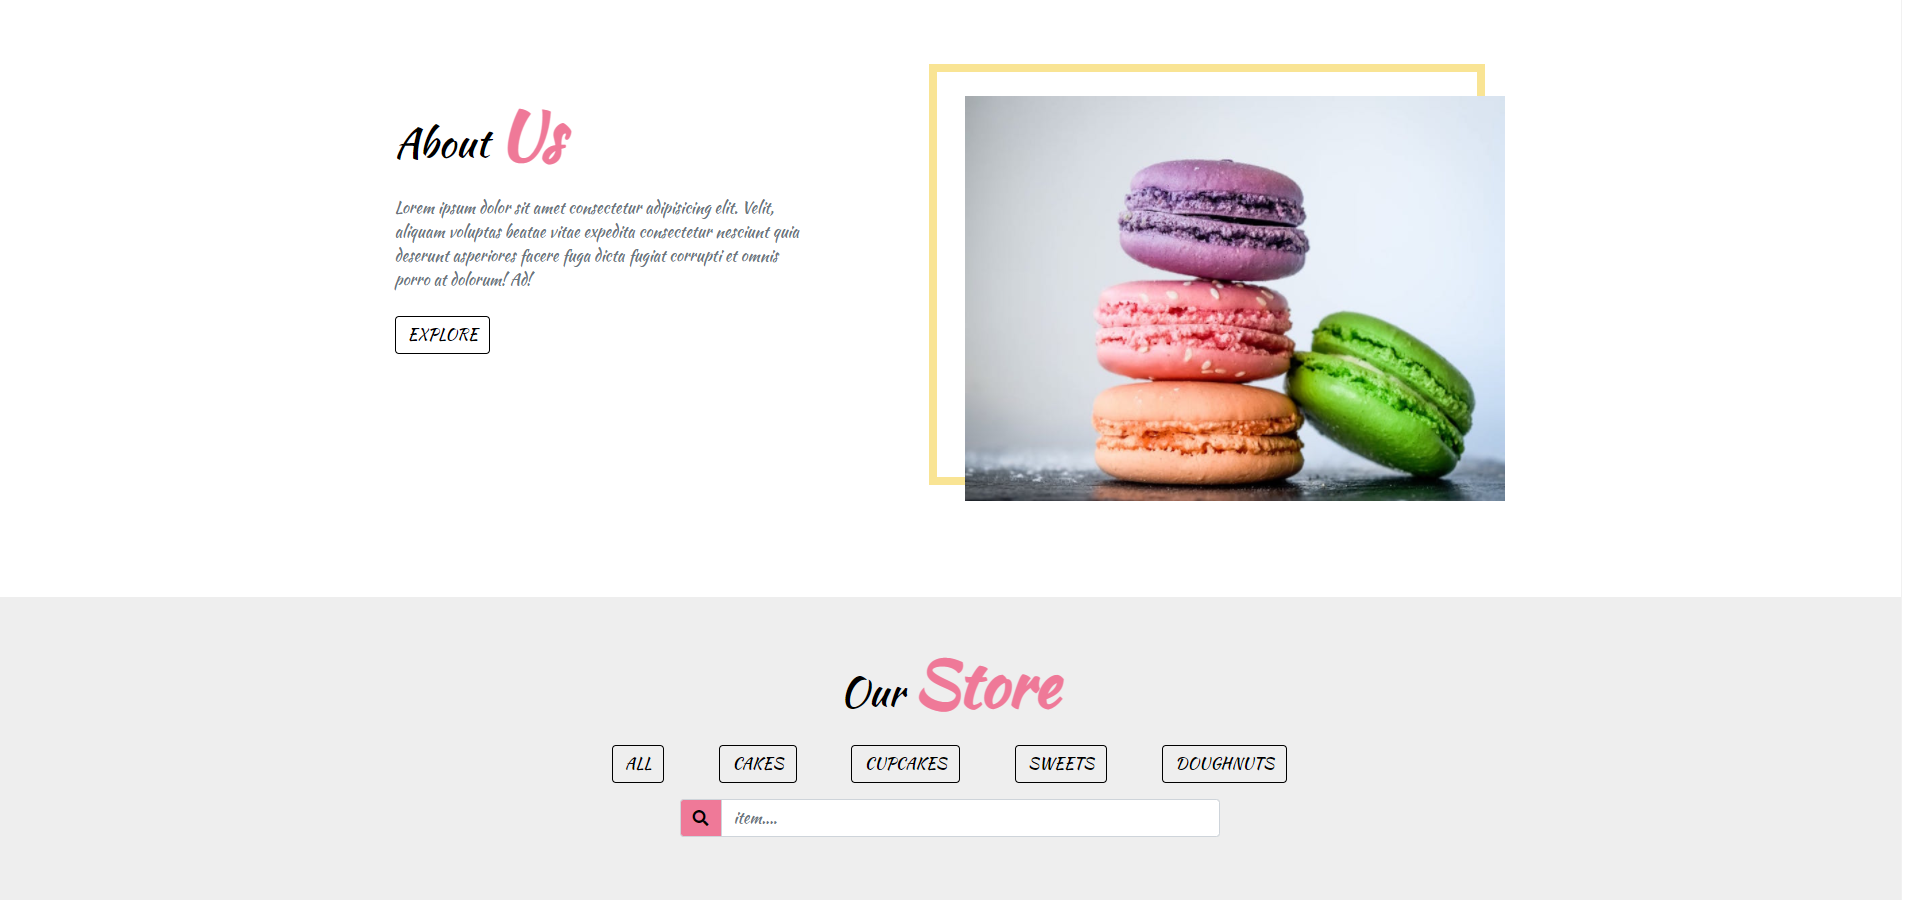 About Us
Lorem ipsum dolor sit amet consectetur adipisicing elit. Velit,
aliquam voluptas beatae vitae expedita consectetur nesciunt quia
deserunt asperiores facere fuga dicta fugiat corrupti et omnis
porro at dolorum! Ad!
EXPLORE
Our Store
ALL CAKES CUPCAKES SWEETS DOUGHNUTS
item....